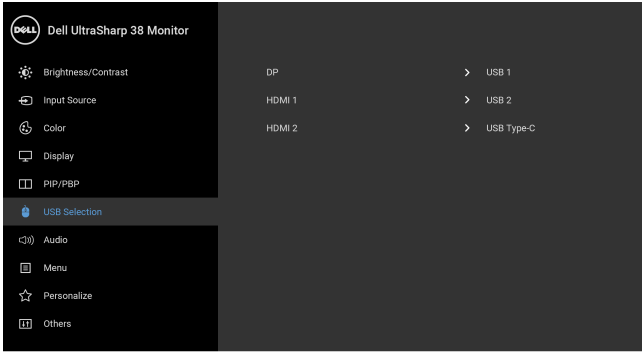 DELL Dell UltraSharp 38 Monitor
Brightness/Contrast DP USB 1
Input Source HDMI 1 USB 2
Color HDMI 2 USB Type-C
Display
PIP/PBP
USB Selection
Audio
Menu
Personalize
Others